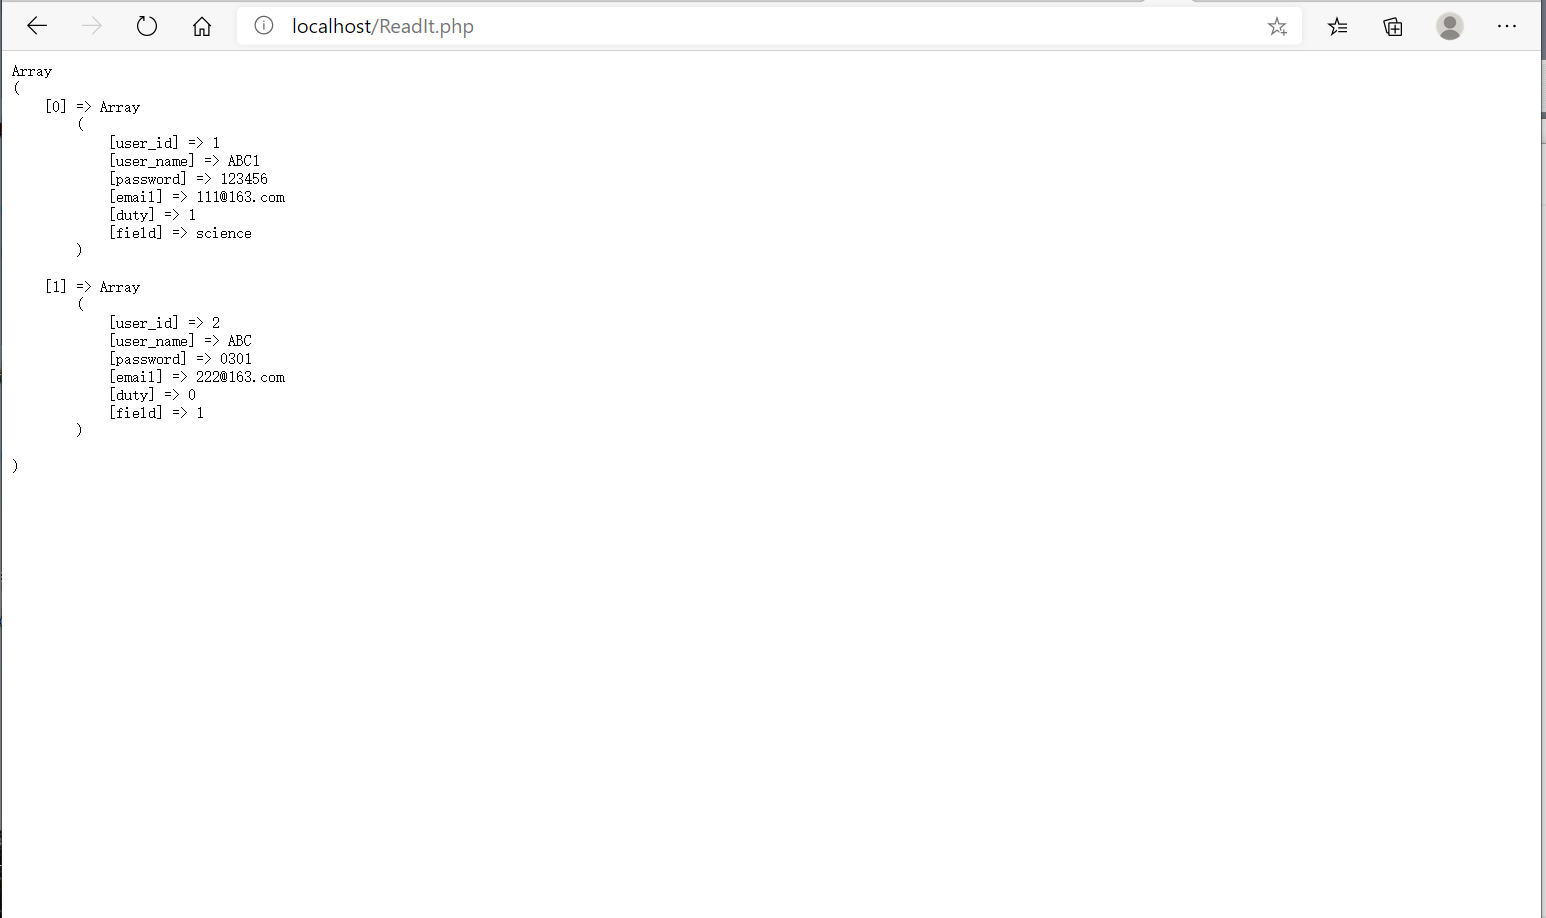 localhost/ReadIt.php
Array
(
    [0] => Array
        (
            [user_id] => 1
            [user_name] => ABC1
            [password] => 123456
            [email] => 111@163.com
            [duty] => 1
            [field] => science
        )

    [1] => Array
        (
            [user_id] => 2
            [user_name] => ABC
            [password] => 0301
            [email] => 222@163.com
            [duty] => 0
            [field] => 1
        )

)